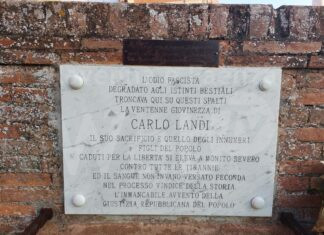 L'ODIO FASCISTA
DEGRADATO AGLI ISTINTI BESTIALI
TRONCAVA QUI SU QUESTI SPALTI
LA VENTENNE GIOVINEZZA DI
CARLO LANDI
IL SUO SACRIFICIO E QUELLO DEGLI INNUMERI
FIGLI DEL POPOLO
CADUTI PER LA LIBERTÀ SI ELEVA A MONITO SEVERO
CONTRO TUTTE LE TIRANNIE
ED IL SANGUE NON INVANO VERSATO FECONDA
NEL PROCESSO VINDICE DELLA STORIA
L'IMMANCABILE AVVENTO DELLA
GIUSTIZIA REPUBBLICANA DEL POPOLO